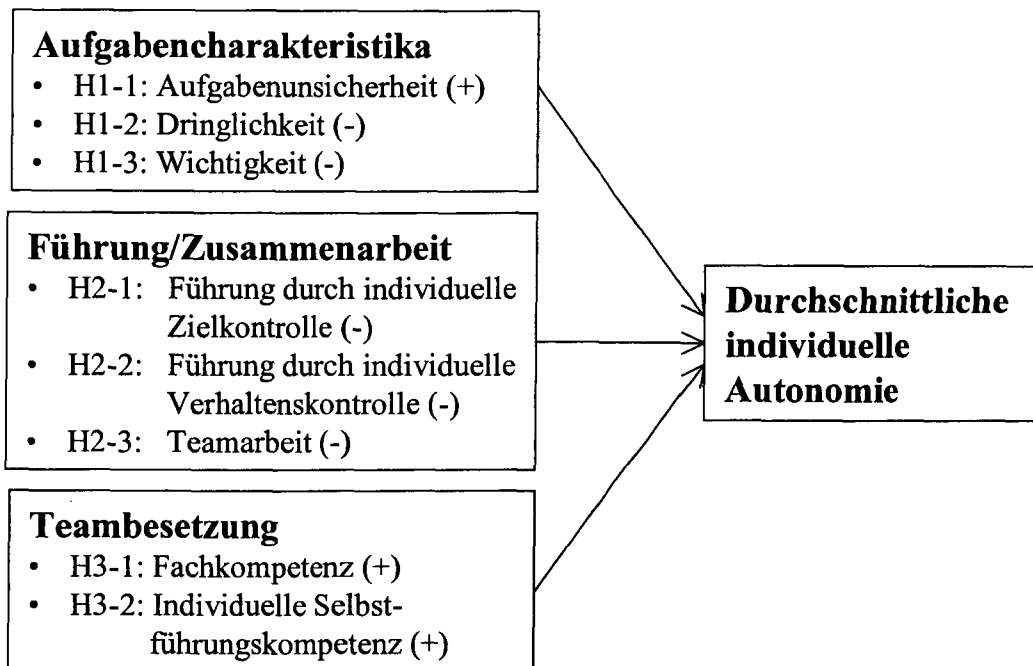 Aufgabencharakteristika
• H1-1: Aufgabenunsicherheit (+)
• H1-2: Dringlichkeit (-)
• H1-3: Wichtigkeit (-)
Führung/Zusammenarbeit
• H2-1: Führung durch individuelle
Zielkontrolle (-)
• H2-2: Führung durch individuelle
Verhaltenskontrolle (-)
• H2-3: Teamarbeit (-)
Teambesetzung
• H3-1: Fachkompetenz (+)
• H3-2: Individuelle Selbst-
führungskompetenz (+)
Durchschnittliche
individuelle
Autonomie